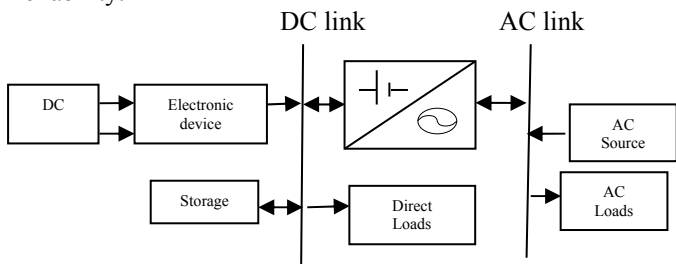 DC link
AC link
DC
Electronic
device
AC
Source
Storage
Direct
Loads
AC
Loads